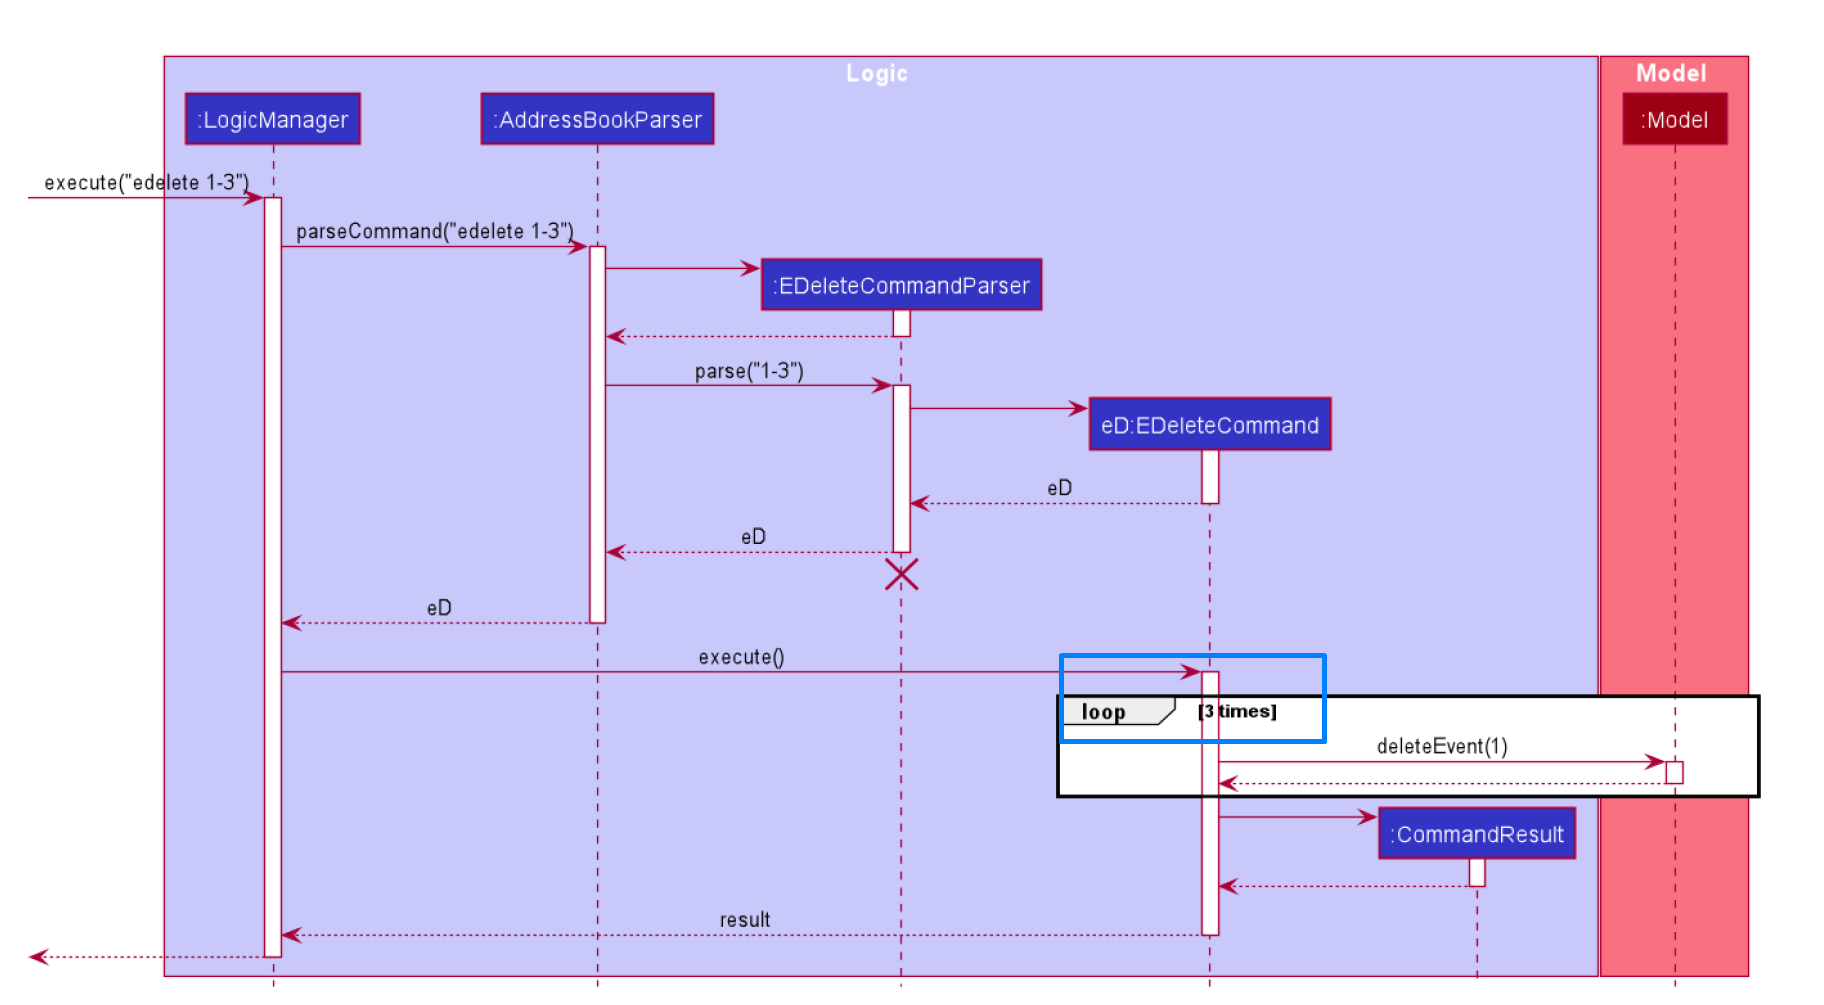 Logic
Model
:LogicManager
:AddressBookParser
:Model
execute("edelete 1-3")
parseCommand("edelete 1-3")
:EDeleteCommandParser
parse("1-3")
eD:EDeleteCommand
eD
eD
eD
execute()
loop
[3 times]
deleteEvent(1)
:CommandResult
result